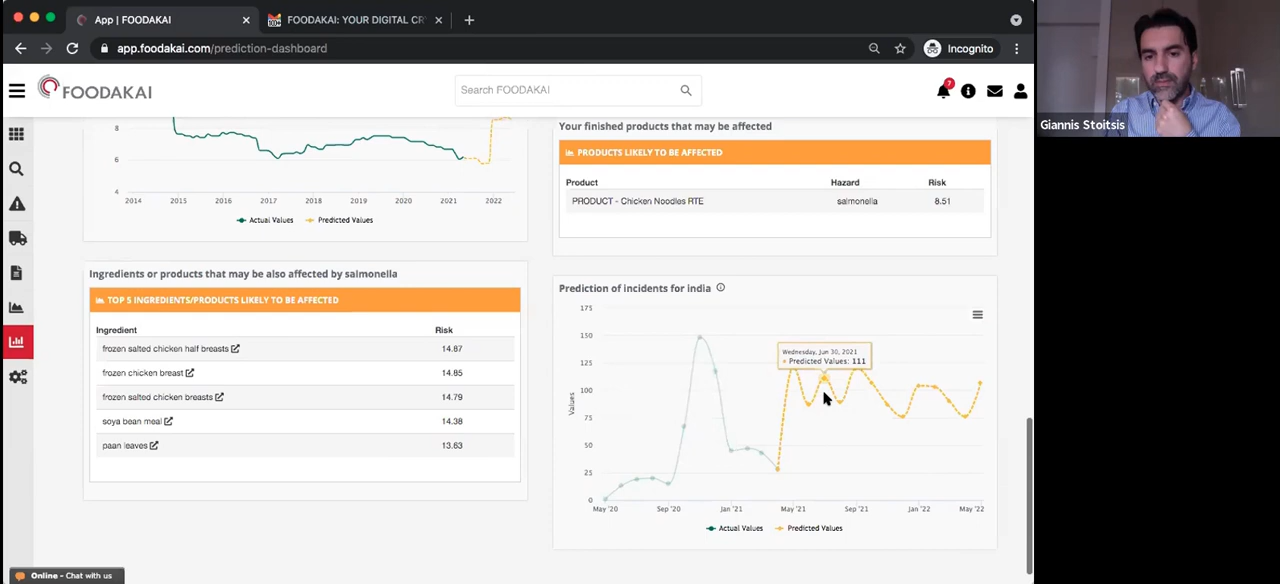 App | FOODAKAI
FOODAKAI: YOUR DIGITAL CR
app.foodakai.com/prediction-dashboard
Incognito
FOODAKAI
Search FOODAKAI
7
Giannis Stoitsis
8
6
4
2014 2015 2016 2017 2018 2019 2020 2021 2022
Actual Values Predicted Values
Your finished products that may be affected
PRODUCTS LIKELY TO BE AFFECTED
Product Hazard Risk
PRODUCT - Chicken Noodles RTE salmonella 8.51
Ingredients or products that may be also affected by salmonella
TOP 5 INGREDIENTS/PRODUCTS LIKELY TO BE AFFECTED
Ingredient Risk
frozen salted chicken half breasts 14.87
frozen chicken breast 14.85
frozen salted chicken breasts 14.79
soya bean meal 14.38
paan leaves 13.63
Prediction of incidents for india
175
150
125
100
75
50
25
0
Values
Wednesday, Jun 30, 2021
Predicted Values: 111
May '20 Sep '20 Jan '21 May '21 Sep '21 Jan '22 May '22
Actual Values Predicted Values
Online - Chat with us